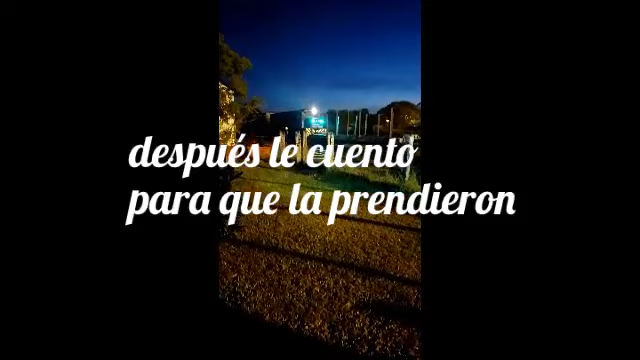 después le cuento
para que la prendieron